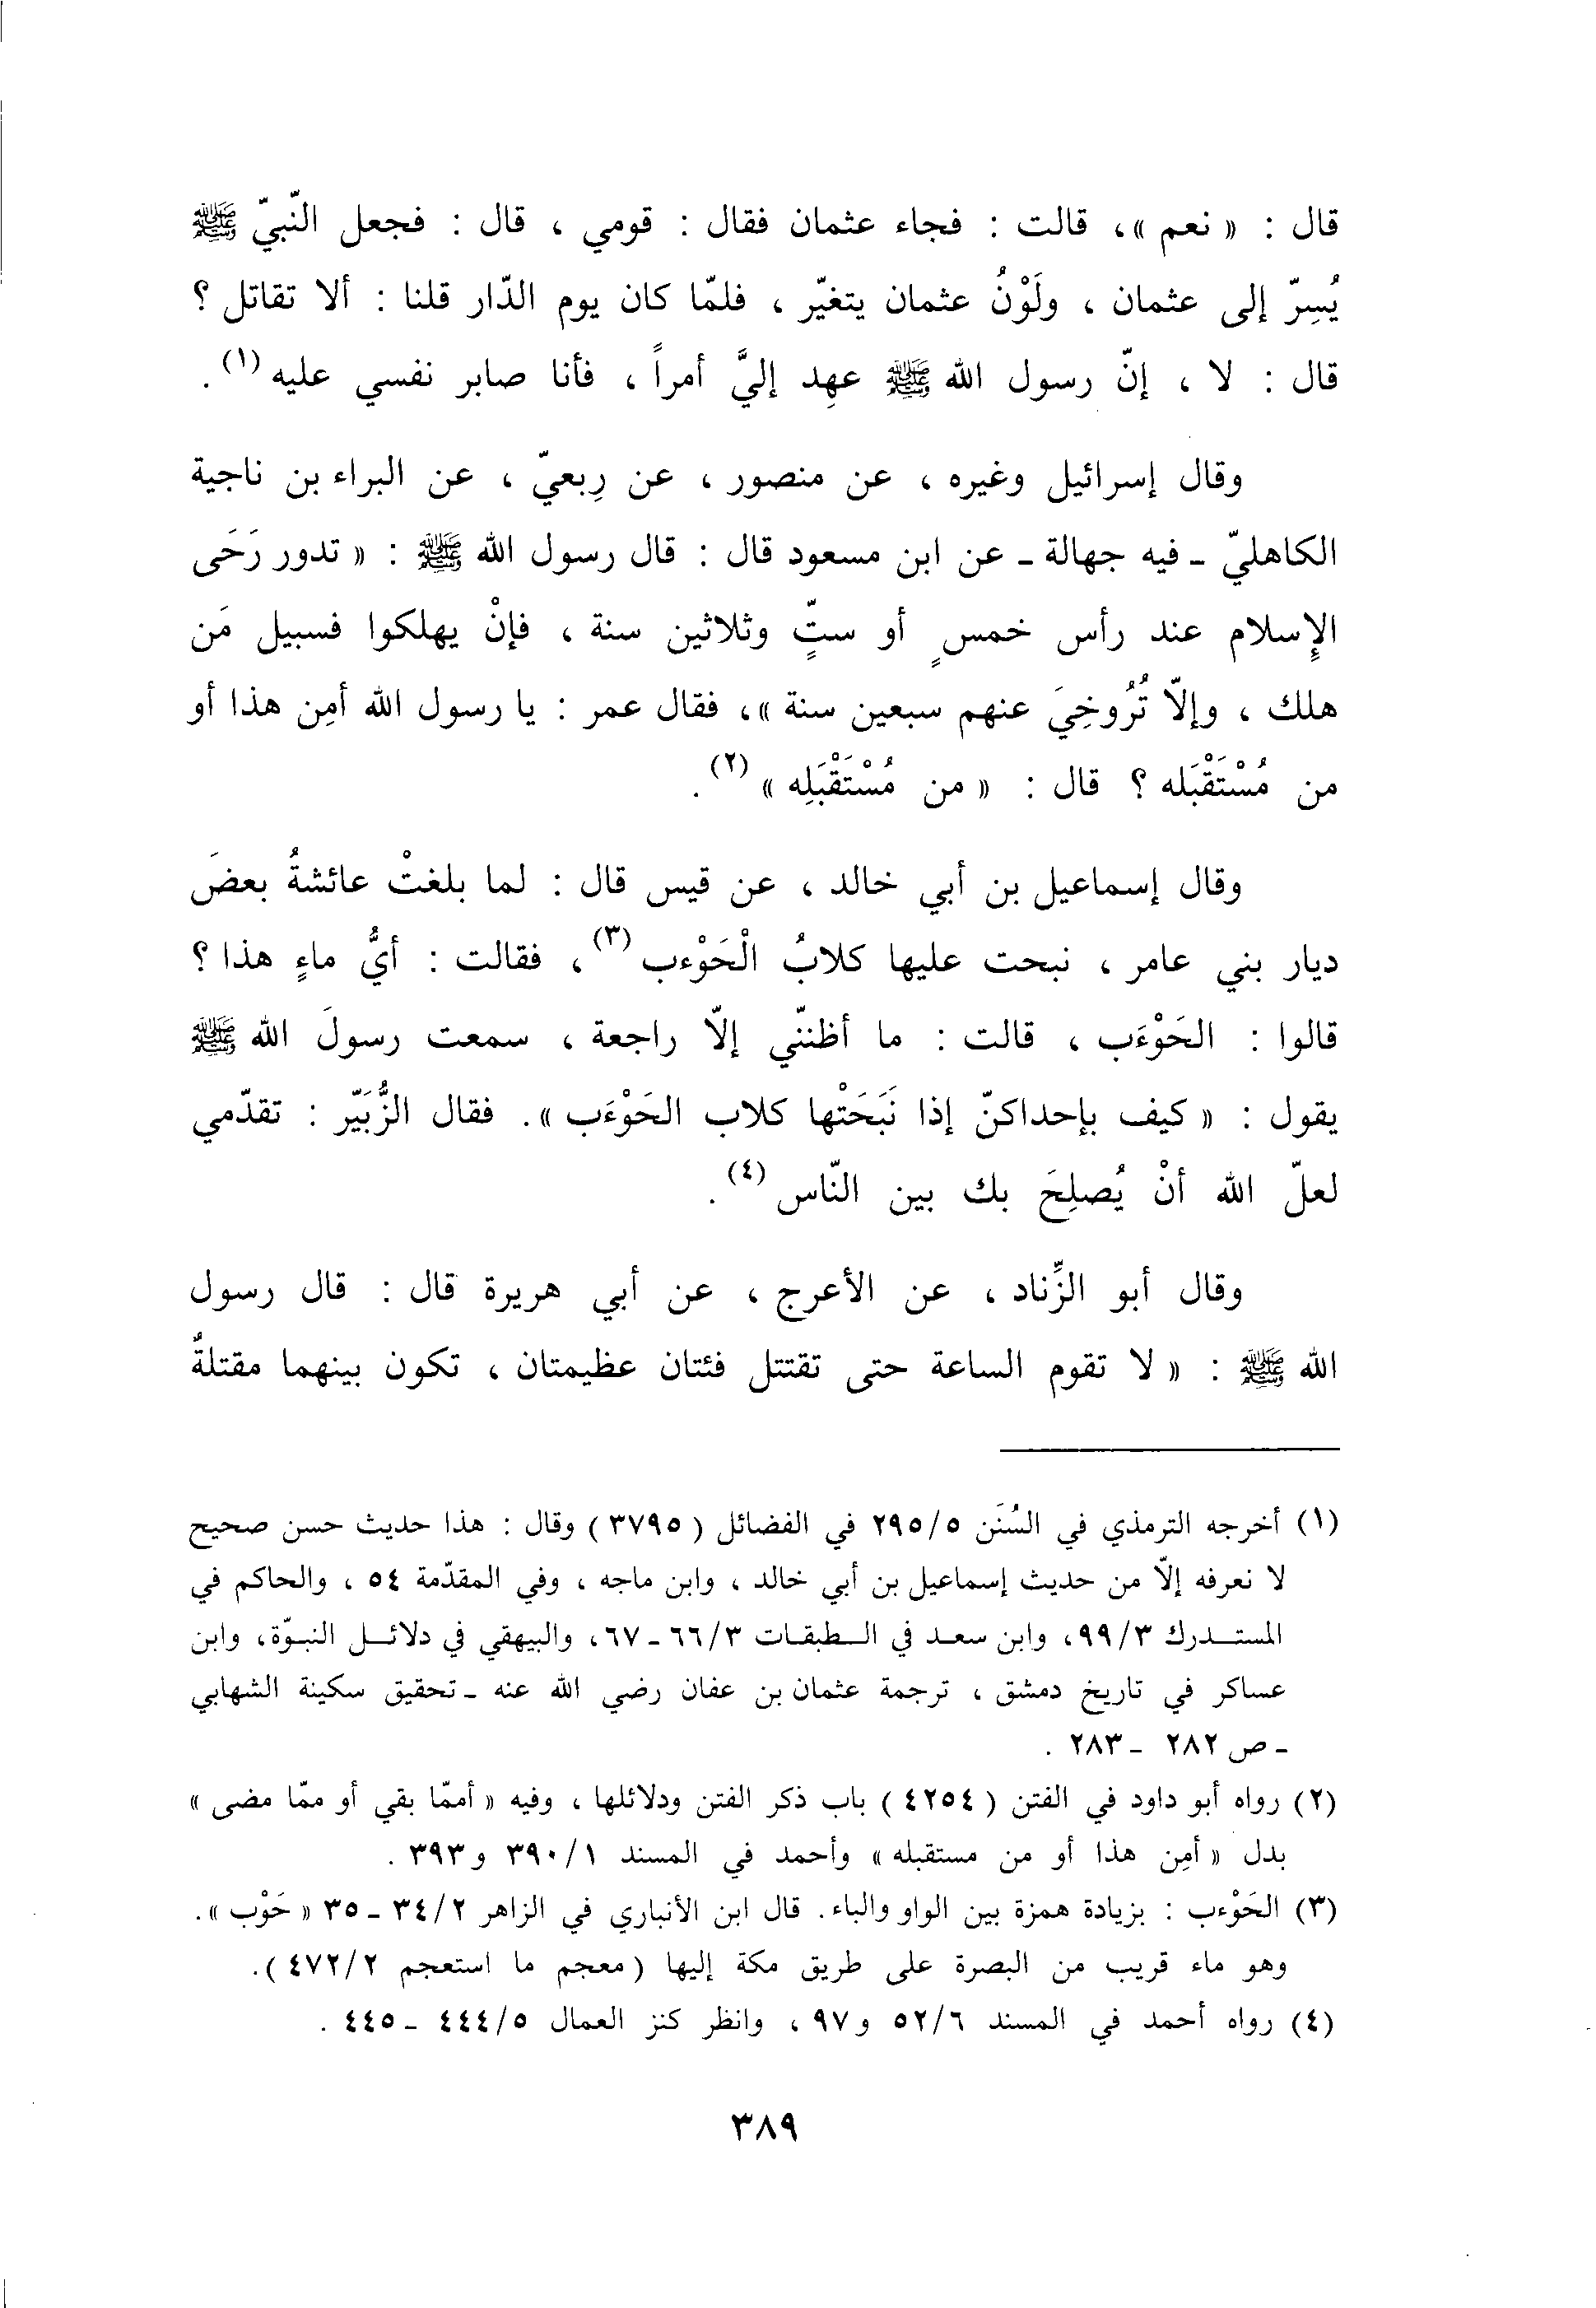 قال : « نعم »، قالت : فجاء عثمان فقال : قومي ، قال : فجعل النّبيّ ﷺ
يُسِرّ إلى عثمان ، ولَوْنُ عثمان يتغيّر ، فلمّا كان يوم الدّار قلنا : ألا تقاتل ؟
قال : لا ، إنّ رسول الله ﷺ عهِد إليَّ أمراً ، فأنا صابر نفسي عليه (١) .
وقال إسرائيل وغيره ، عن منصور ، عن رِبعيّ ، عن البراء بن ناجية
الكاهليّ ـ فيه جهالة ـ عن ابن مسعود قال : قال رسول الله ﷺ : « تدور رَحَى
الإِسلام عند رأس خمسٍ أو ستٍّ وثلاثين سنة ، فإنْ يهلكوا فسبيل مَن
هلك ، وإلاّ تُرُوخِيَ عنهم سبعين سنة »، فقال عمر : يا رسول الله أمِن هذا أو
من مُسْتَقْبَله ؟ قال : « من مُسْتَقْبَلِه » (٢) .
وقال إسماعيل بن أبي خالد ، عن قيس قال : لما بلغتْ عائشةُ بعضَ
ديار بني عامر ، نبحت عليها كلابُ الْحَوْءب (٣) ، فقالت : أيُّ ماءٍ هذا ؟
قالوا : الحَوْءَب ، قالت : ما أظنّني إلاّ راجعة ، سمعت رسولَ الله ﷺ
يقول : « كيف بإحداكنّ إذا نَبَحَتْها كلاب الحَوْءَب ». فقال الزُّبَيّر : تقدّمي
لعلّ الله أنْ يُصلِحَ بك بين النّاس (٤) .
وقال أبو الزِّناد ، عن الأعرج ، عن أبي هريرة قال : قال رسول
الله ﷺ : « لا تقوم الساعة حتى تقتتل فئتان عظيمتان ، تكون بينهما مقتلةٌ
(١) أخرجه الترمذي في السُنَن ٢٩٥/٥ في الفضائل ( ٣٧٩٥ ) وقال : هذا حديث حسن صحيح
لا نعرفه إلاّ من حديث إسماعيل بن أبي خالد ، وابن ماجه ، وفي المقدّمة ٥٤ ، والحاكم في
المستـدرك ٩٩/٣، وابن سعـد في الـطبقـات ٦٦/٣ ـ ٦٧، والبيهقي في دلائـل النبـوّة، وابن
عساكر في تاريخ دمشق ، ترجمة عثمان بن عفان رضي الله عنه ـ تحقيق سكينة الشهابي
ـ ص ٢٨٢ ـ ٢٨٣ .
(٢) رواه أبو داود في الفتن ( ٤٢٥٤ ) باب ذكر الفتن ودلائلها ، وفيه « أممّا بقي أو ممّا مضى »
بدل « أمِن هذا أو من مستقبله » وأحمد في المسند ٣٩٠/١ و ٣٩٣ .
(٣) الحَوْءب : بزيادة همزة بين الواو والباء. قال ابن الأنباري في الزاهر ٣٤/٢ ـ ٣٥ « حَوْب ».
وهو ماء قريب من البصرة على طريق مكة إليها ( معجم ما استعجم ٤٧٢/٢ ).
(٤) رواه أحمد في المسند ٥٢/٦ و ٩٧ ، وانظر كنز العمال ٤٤٤/٥ ـ ٤٤٥ .
٣٨٩